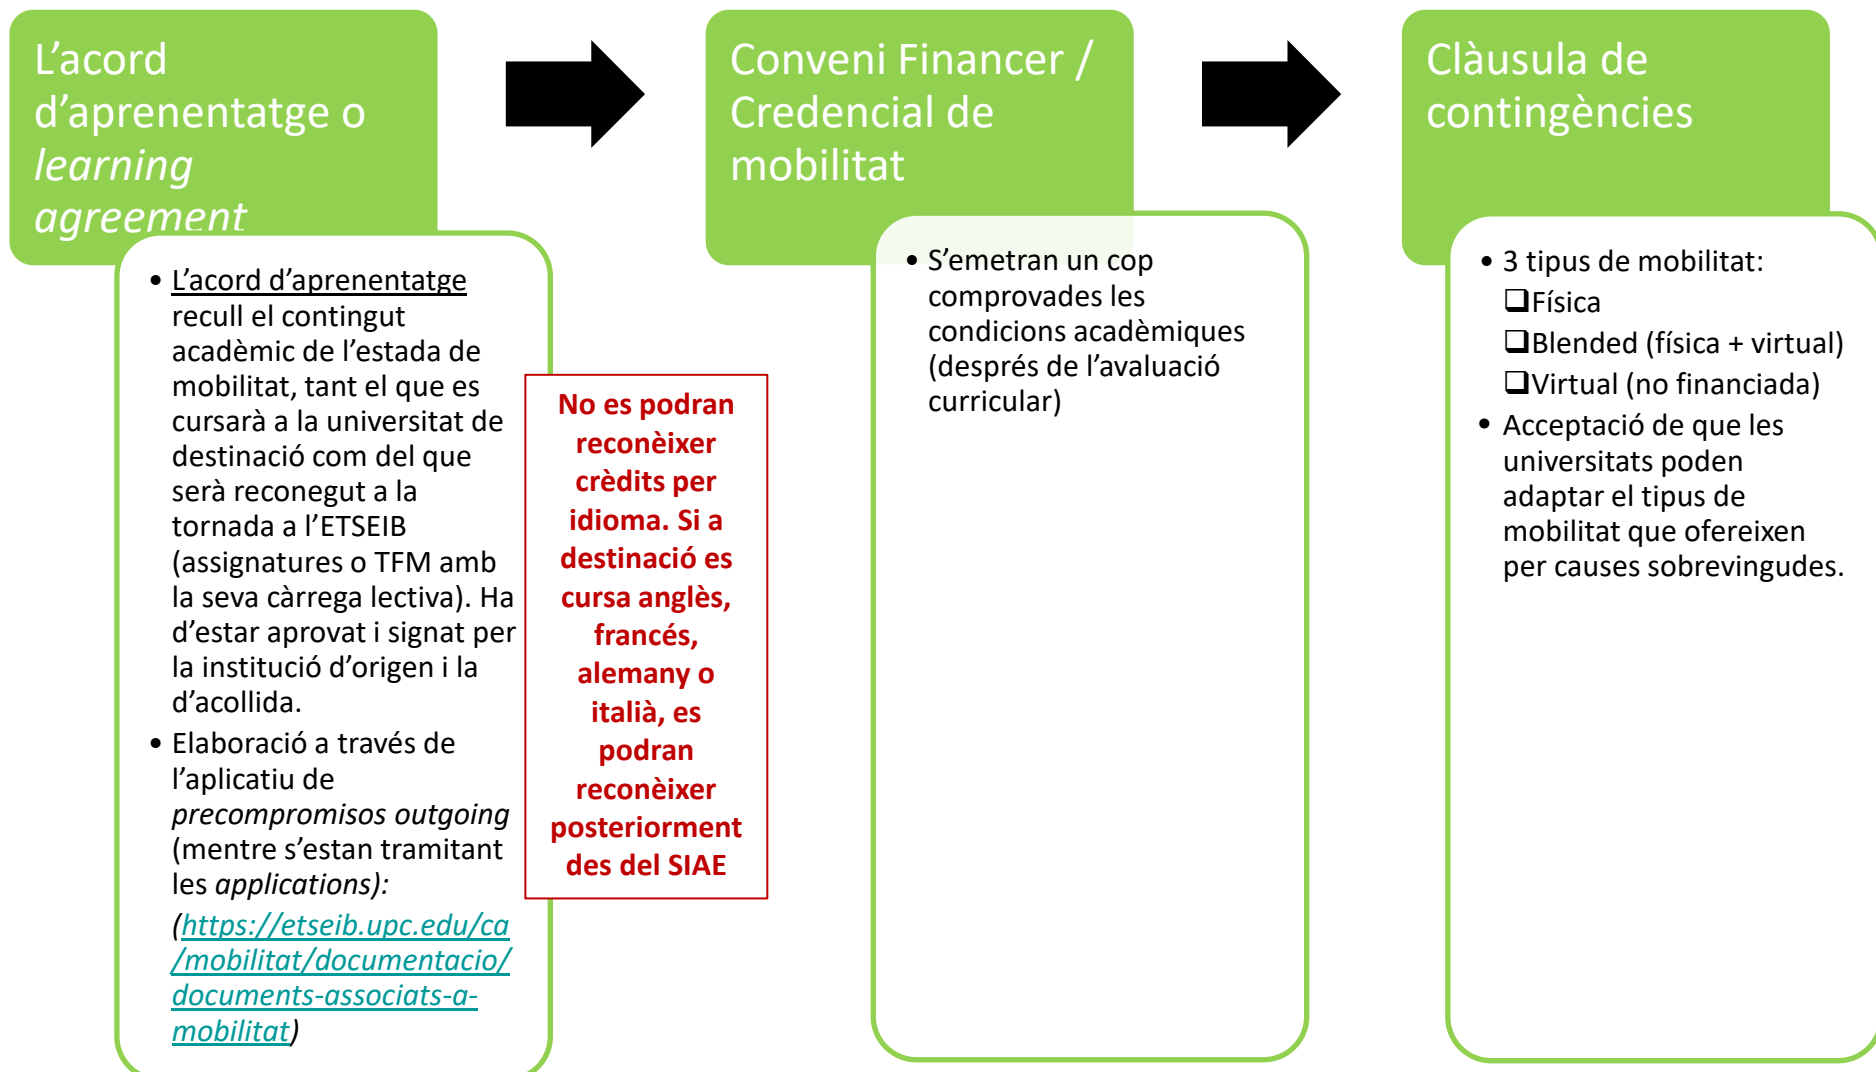 L’acord
d’aprenentatge o
learning
agreement
• L’acord d’aprenentatge
recull el contingut
acadèmic de l’estada de
mobilitat, tant el que es
cursarà a la universitat de
destinació com del que
serà reconegut a la
tornada a l’ETSEIB
(assignatures o TFM amb
la seva càrrega lectiva). Ha
d’estar aprovat i signat per
la institució d’origen i la
d’acollida.
• Elaboració a través de
l’aplicatiu de
precompromisos outgoing
(mentre s’estan tramitant
les applications):
(https://etseib.upc.edu/ca
/mobilitat/documentacio/
documents-associats-a-
mobilitat)
No es podran
reconèixer
crèdits per
idioma. Si a
destinació es
cursa anglès,
francés,
alemany o
italià, es
podran
reconèixer
posteriorment
des del SIAE
Conveni Financer /
Credencial de
mobilitat
• S’emetran un cop
comprovades les
condicions acadèmiques
(després de l’avaluació
curricular)
Clàusula de
contingències
• 3 tipus de mobilitat:
❑Física
❑Blended (física + virtual)
❑Virtual (no financiada)
• Acceptació de que les
universitats poden
adaptar el tipus de
mobilitat que ofereixen
per causes sobrevingudes.